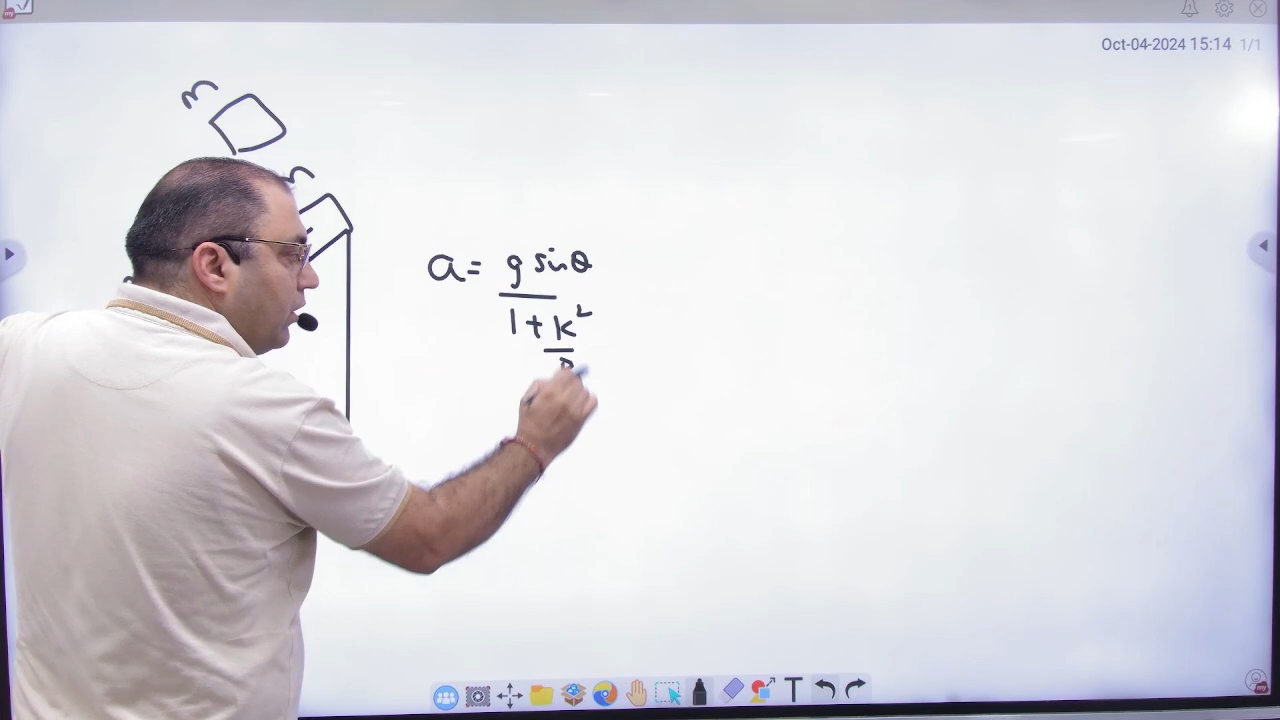 Oct-04-2024 15:14 1/1
m
a = g sinθ
1 + k²
R
T